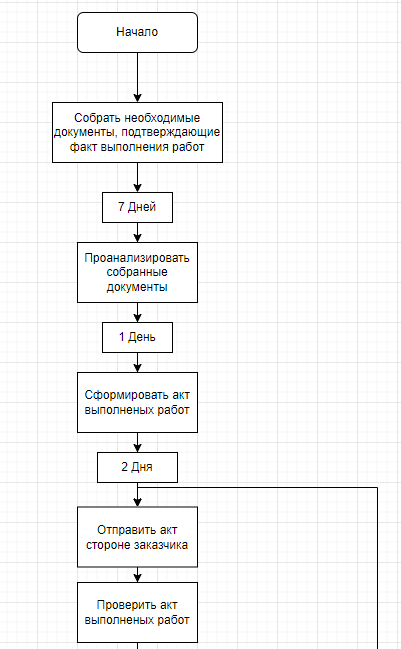 Начало
Собрать необходимые
документы, подтверждающие
факт выполнения работ
7 Дней
Проанализировать
собранные
документы
1 День
Сформировать акт
выполненых работ
2 Дня
Отправить акт
стороне заказчика
Проверить акт
выполненых работ